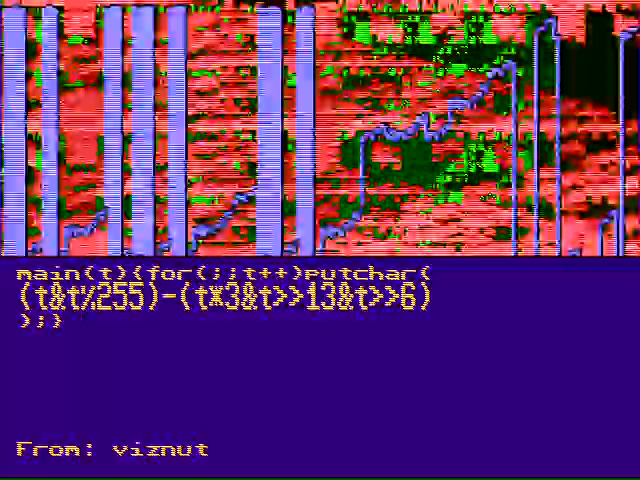 main(t){for(;;t++)putchar(
(t&t%255)-(t*3&t>>13&t>>6)
);}
From: viznut